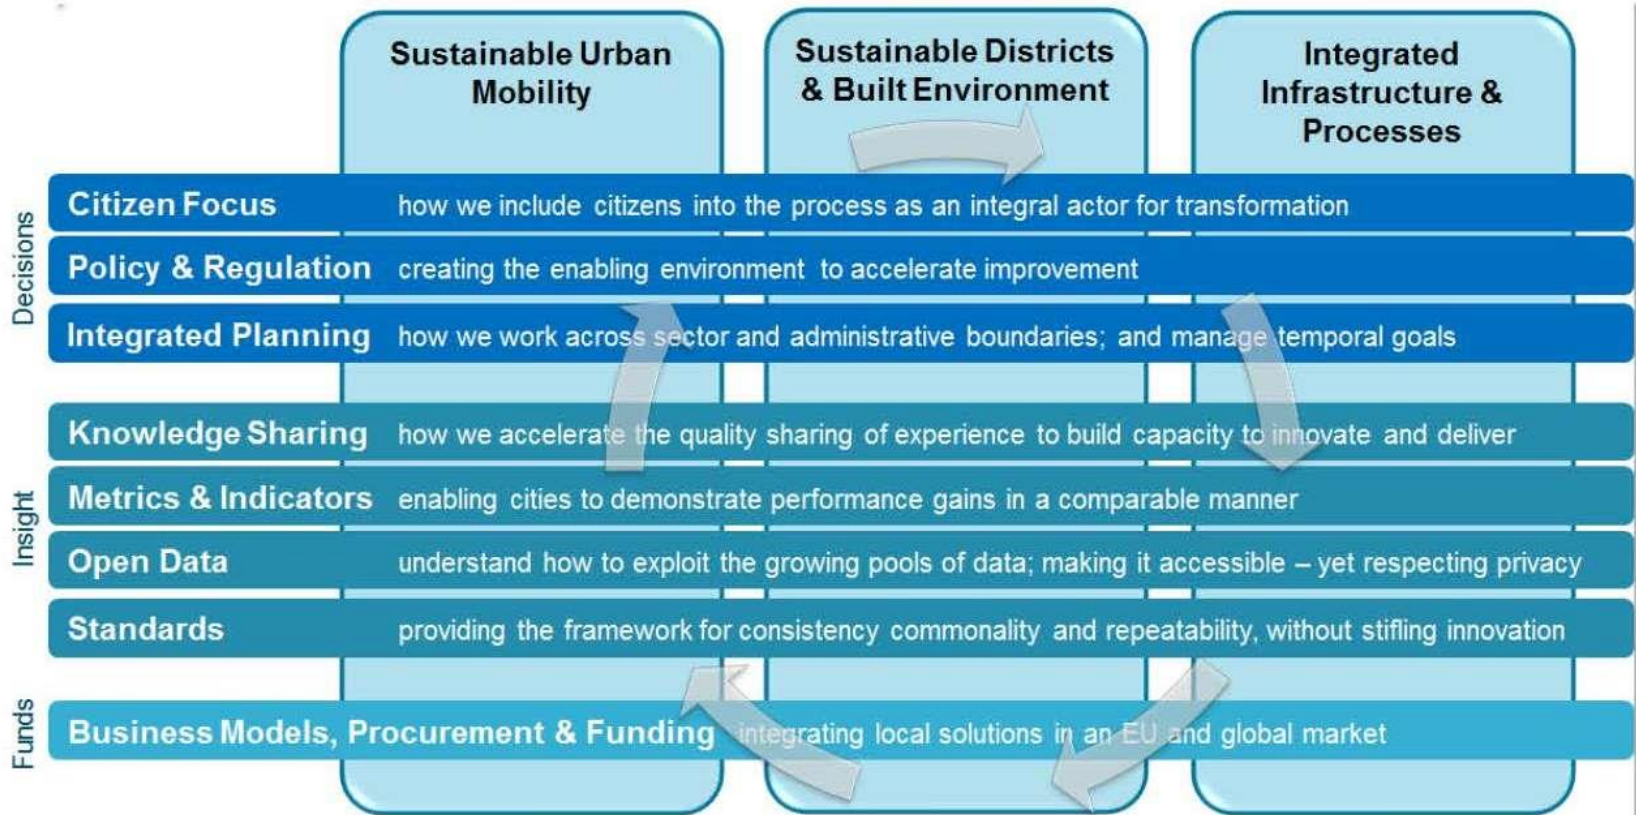 Sustainable Urban
Mobility
Sustainable Districts
& Built Environment
Integrated
Infrastructure &
Processes
Decisions
Citizen Focus how we include citizens into the process as an integral actor for transformation
Policy & Regulation creating the enabling environment to accelerate improvement
Integrated Planning how we work across sector and administrative boundaries; and manage temporal goals
Insight
Knowledge Sharing how we accelerate the quality sharing of experience to build capacity to innovate and deliver
Metrics & Indicators enabling cities to demonstrate performance gains in a comparable manner
Open Data understand how to exploit the growing pools of data; making it accessible – yet respecting privacy
Standards providing the framework for consistency commonality and repeatability, without stifling innovation
Funds
Business Models, Procurement & Funding integrating local solutions in an EU and global market